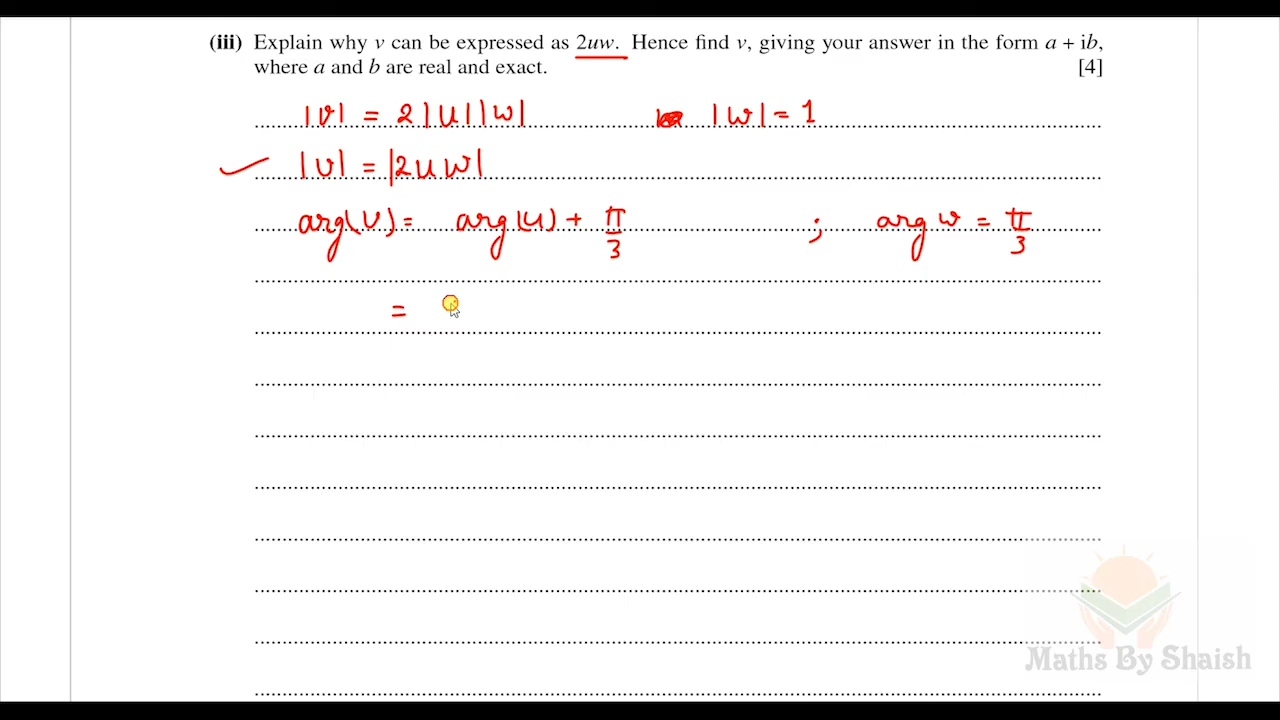 (iii) Explain why v can be expressed as 2uw. Hence find v, giving your answer in the form a + ib,
where a and b are real and exact. [4]
|v| = 2|u||w| |w| = 1
|v| = |2uw|
arg(v) = arg(u) + π/3 ; arg w = π/3
=
Maths By Shaish